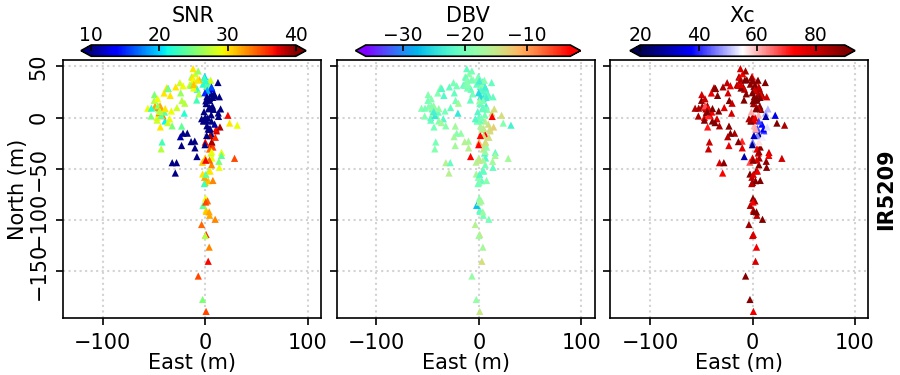 SNR
10 20 30 40
DBV
−30 −20 −10
Xc
20 40 60 80
North (m)
50
0
−50
−100
−150
−100 0 100
East (m)
−100 0 100
East (m)
−100 0 100
East (m)
IR5209